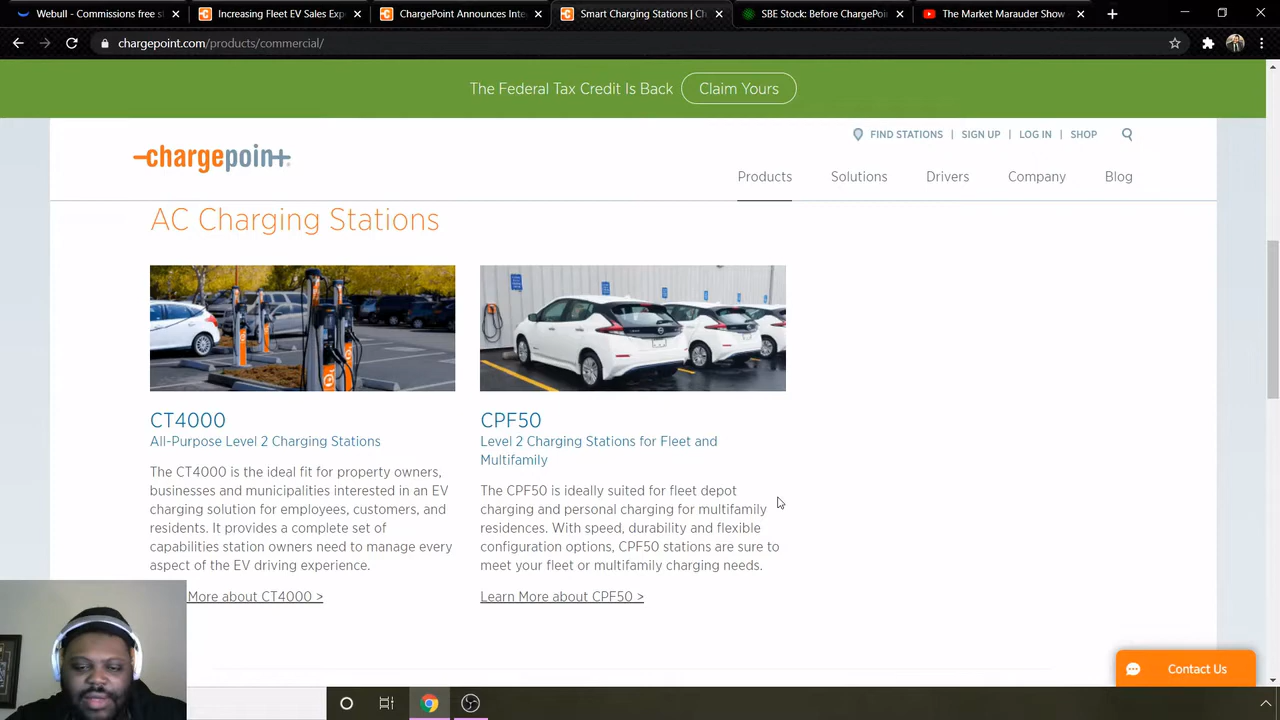 Webull - Commissions free s
Increasing Fleet EV Sales Exp
ChargePoint Announces Inte
Smart Charging Stations | Ch
SBE Stock: Before ChargePoin
The Market Marauder Show
chargepoint.com/products/commercial/
The Federal Tax Credit Is Back
Claim Yours
FIND STATIONS | SIGN UP | LOG IN | SHOP
chargepoint
Products Solutions Drivers Company Blog
AC Charging Stations
CT4000
All-Purpose Level 2 Charging Stations
The CT4000 is the ideal fit for property owners,
businesses and municipalities interested in an EV
charging solution for employees, customers, and
residents. It provides a complete set of
capabilities station owners need to manage every
aspect of the EV driving experience.
More about CT4000 >
CPF50
Level 2 Charging Stations for Fleet and
Multifamily
The CPF50 is ideally suited for fleet depot
charging and personal charging for multifamily
residences. With speed, durability and flexible
configuration options, CPF50 stations are sure to
meet your fleet or multifamily charging needs.
Learn More about CPF50 >
Contact Us